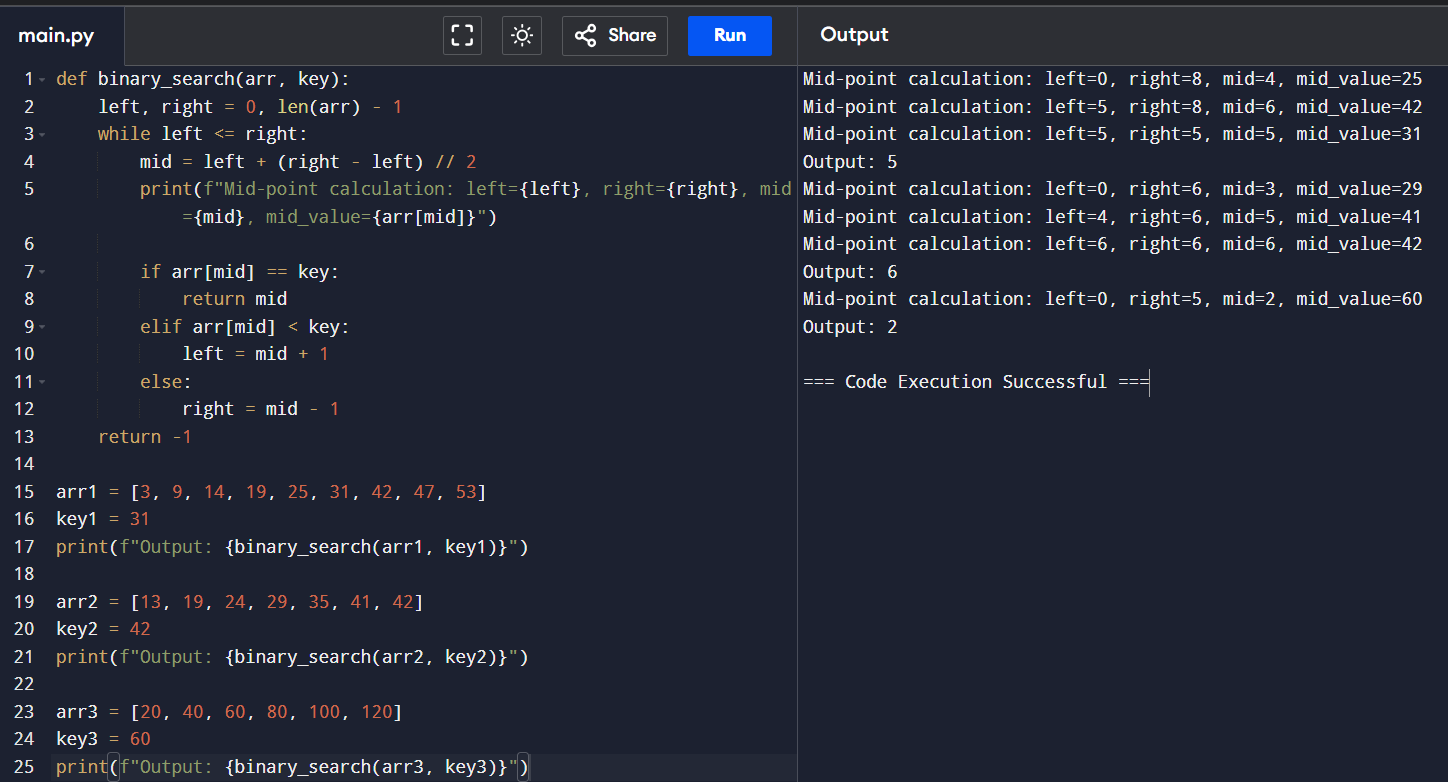 main.py
Share
Run
Output
1 def binary_search(arr, key):
2     left, right = 0, len(arr) - 1
3     while left <= right:
4         mid = left + (right - left) // 2
5         print(f"Mid-point calculation: left={left}, right={right}, mid
            ={mid}, mid_value={arr[mid]}")
6
7         if arr[mid] == key:
8             return mid
9         elif arr[mid] < key:
10             left = mid + 1
11         else:
12             right = mid - 1
13     return -1
14
15 arr1 = [3, 9, 14, 19, 25, 31, 42, 47, 53]
16 key1 = 31
17 print(f"Output: {binary_search(arr1, key1)}")
18
19 arr2 = [13, 19, 24, 29, 35, 41, 42]
20 key2 = 42
21 print(f"Output: {binary_search(arr2, key2)}")
22
23 arr3 = [20, 40, 60, 80, 100, 120]
24 key3 = 60
25 print(f"Output: {binary_search(arr3, key3)}")
Mid-point calculation: left=0, right=8, mid=4, mid_value=25
Mid-point calculation: left=5, right=8, mid=6, mid_value=42
Mid-point calculation: left=5, right=5, mid=5, mid_value=31
Output: 5
Mid-point calculation: left=0, right=6, mid=3, mid_value=29
Mid-point calculation: left=4, right=6, mid=5, mid_value=41
Mid-point calculation: left=6, right=6, mid=6, mid_value=42
Output: 6
Mid-point calculation: left=0, right=5, mid=2, mid_value=60
Output: 2
=== Code Execution Successful ===